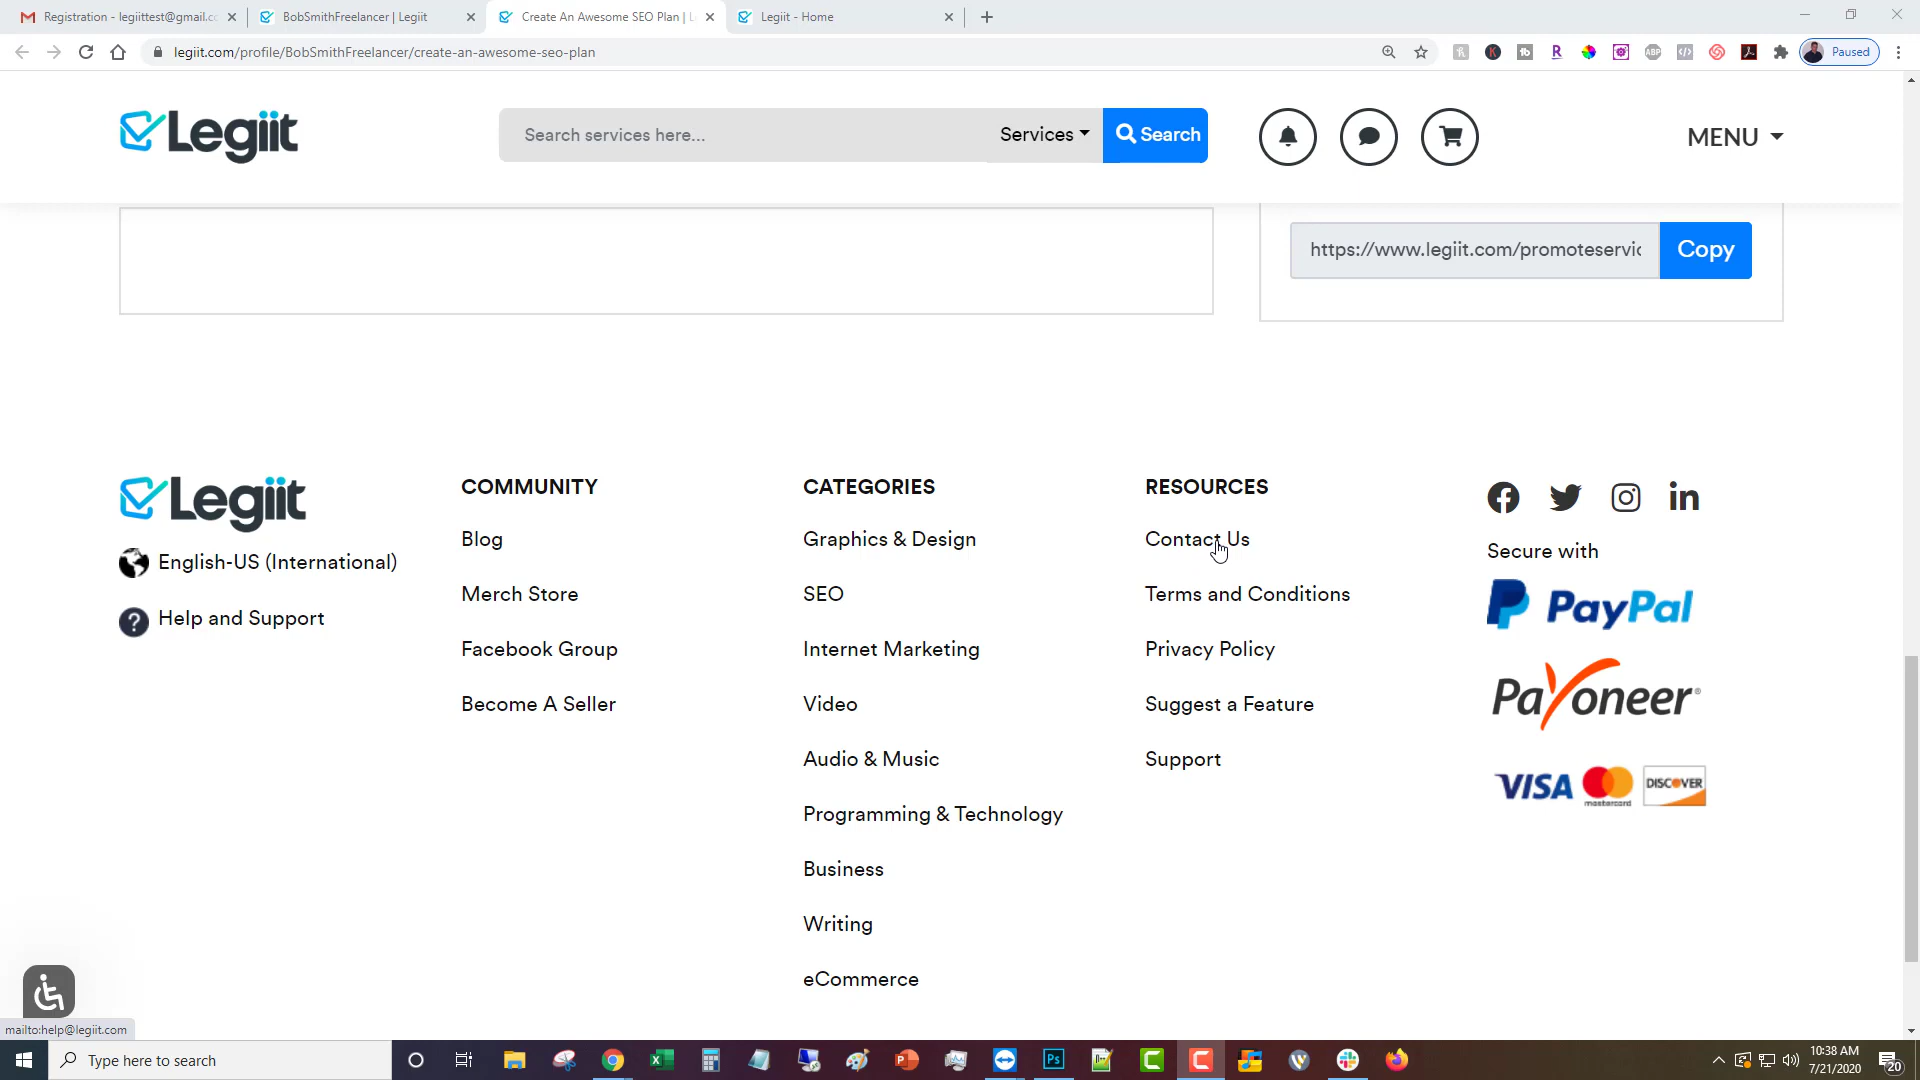 Registration - legiittest@gmail.cc
BobSmithFreelancer | Legiit
Create An Awesome SEO Plan | L
Legiit - Home
legiit.com/profile/BobSmithFreelancer/create-an-awesome-seo-plan
Paused
Legiit
Search services here...
Services
Search
MENU
https://www.legiit.com/promoteservic
Copy
Legiit
English-US (International)
Help and Support
COMMUNITY
Blog
Merch Store
Facebook Group
Become A Seller
CATEGORIES
Graphics & Design
SEO
Internet Marketing
Video
Audio & Music
Programming & Technology
Business
Writing
eCommerce
RESOURCES
Contact Us
Terms and Conditions
Privacy Policy
Suggest a Feature
Support
Secure with
PayPal
Payoneer
VISA
mastercard
DISCOVER
mailto:help@legiit.com
Type here to search
Ps
10:38 AM
7/21/2020
20